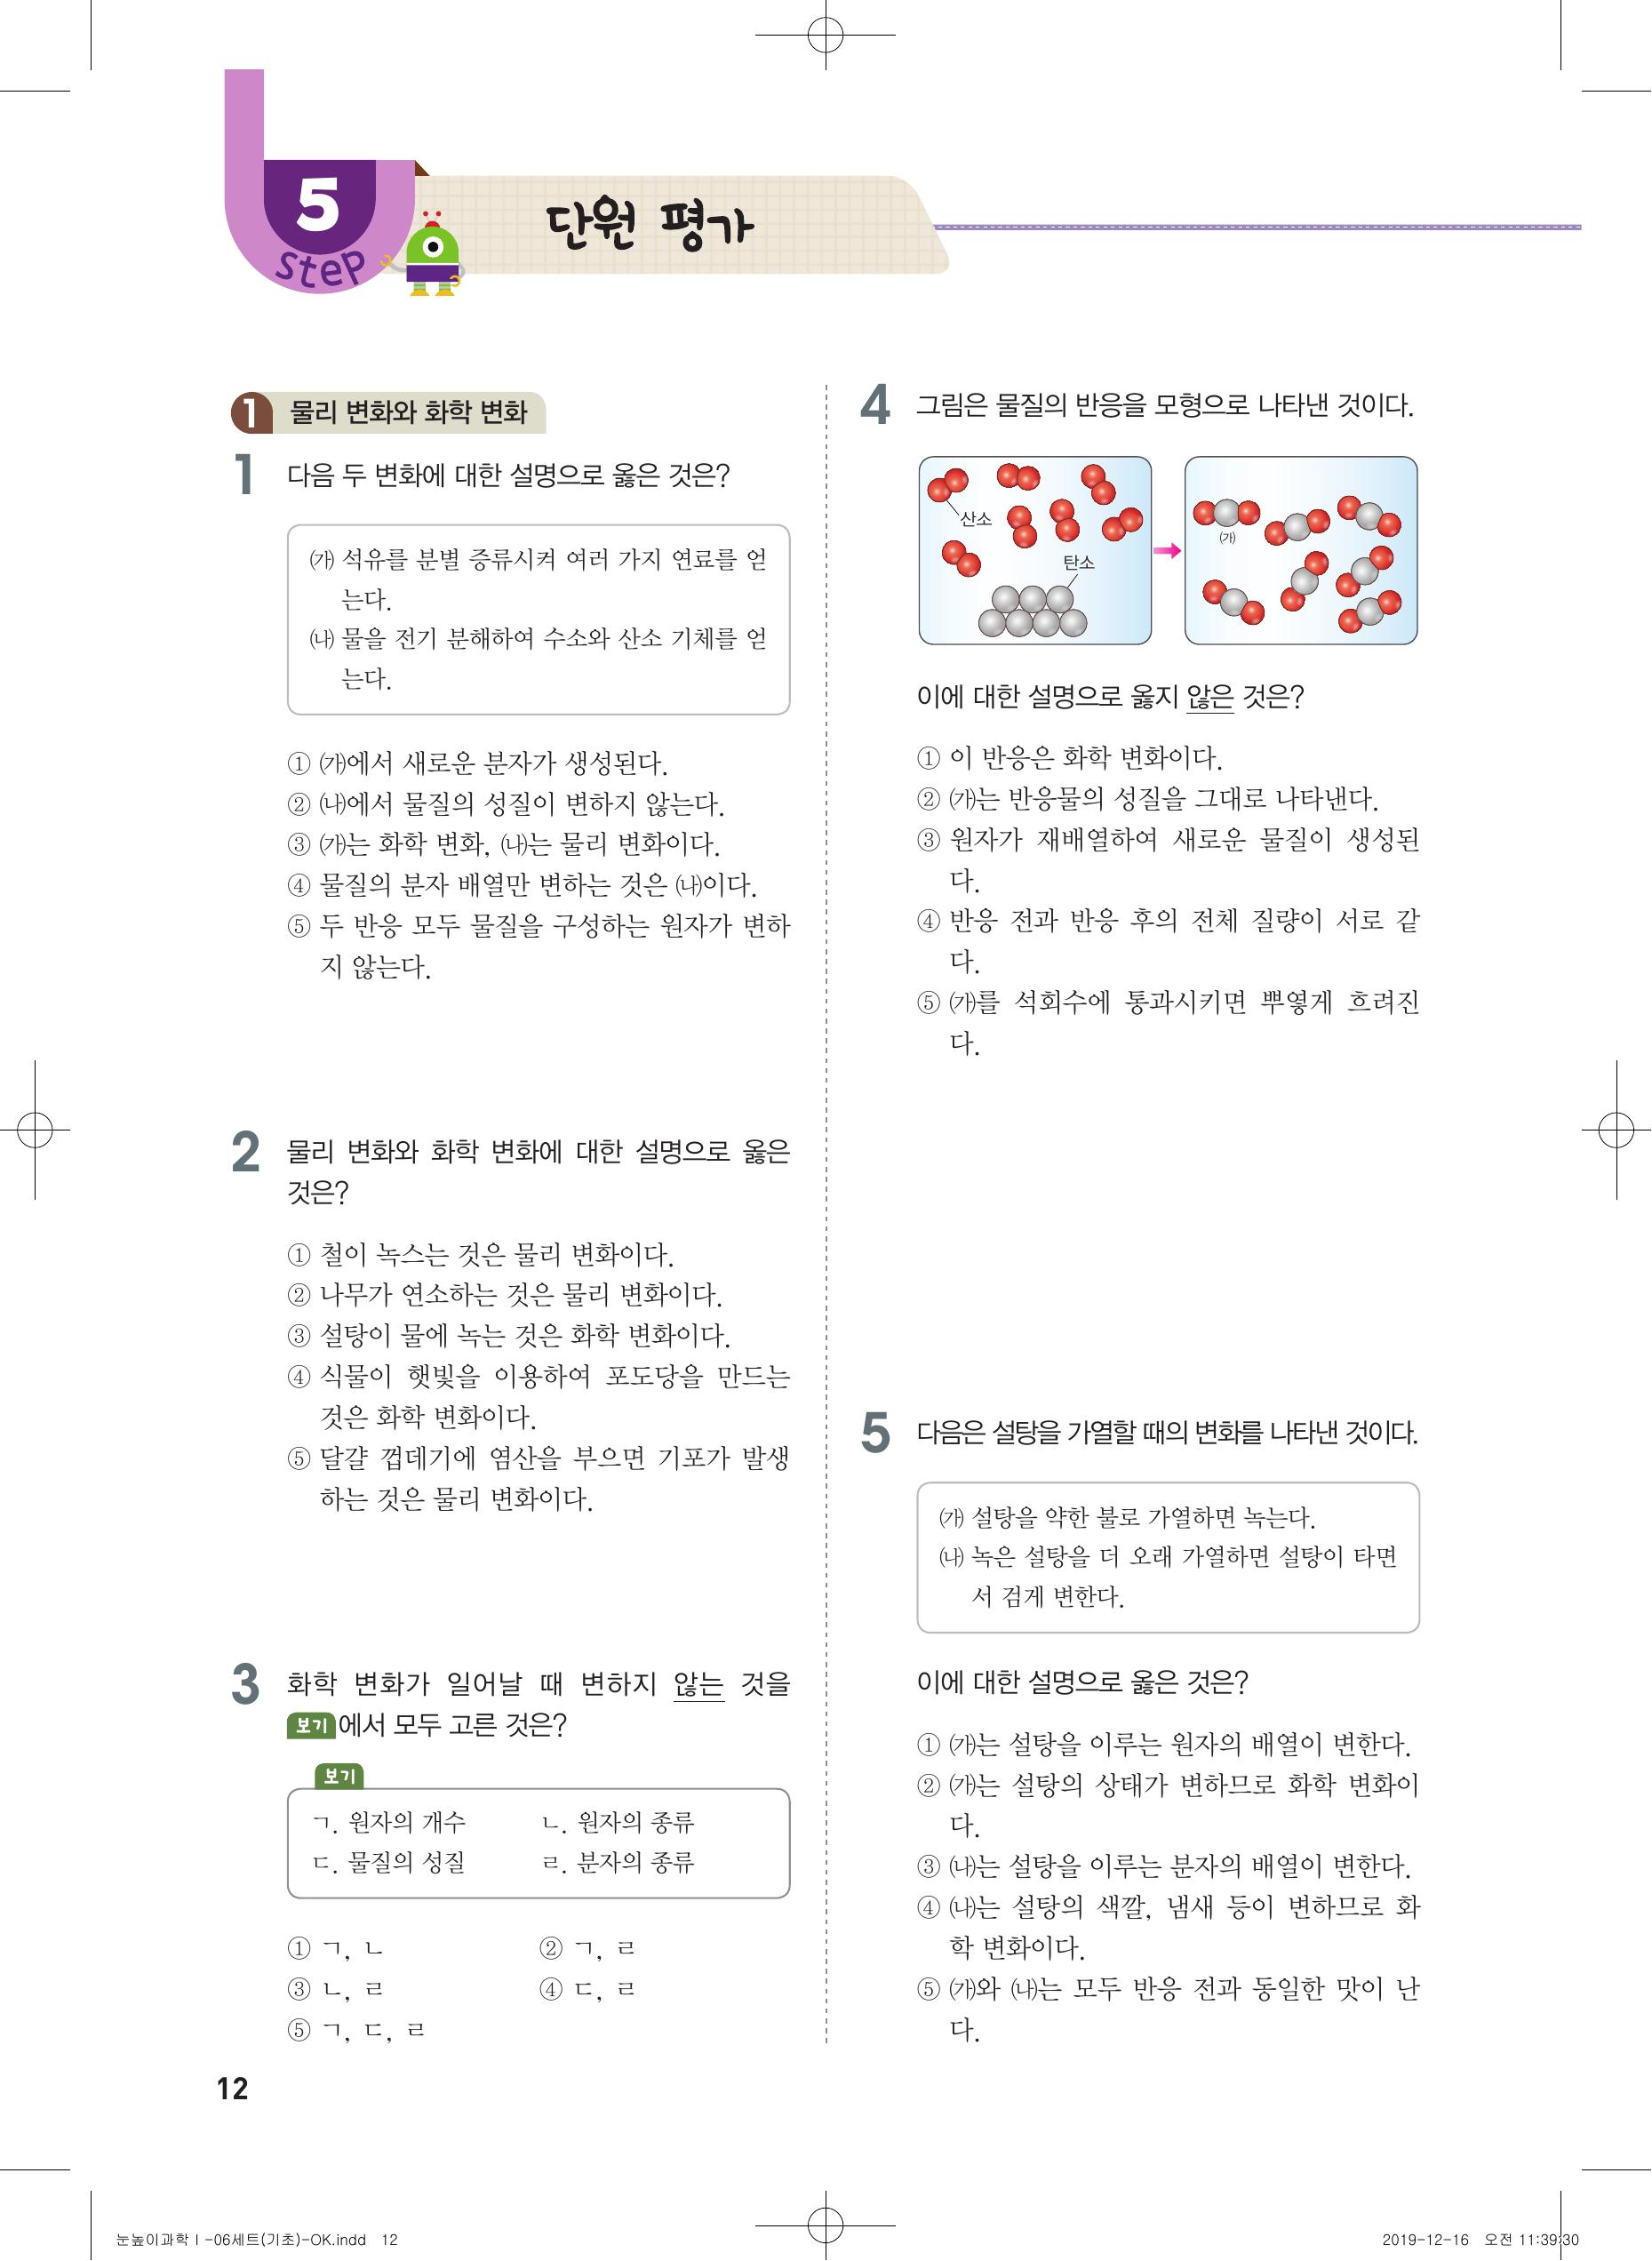 5
step
단원 평가
1 물리 변화와 화학 변화
1 다음 두 변화에 대한 설명으로 옳은 것은?
㈎ 석유를 분별 증류시켜 여러 가지 연료를 얻
는다.
㈏ 물을 전기 분해하여 수소와 산소 기체를 얻
는다.
① ㈎에서 새로운 분자가 생성된다.
② ㈏에서 물질의 성질이 변하지 않는다.
③ ㈎는 화학 변화, ㈏는 물리 변화이다.
④ 물질의 분자 배열만 변하는 것은 ㈏이다.
⑤ 두 반응 모두 물질을 구성하는 원자가 변하
지 않는다.
2 물리 변화와 화학 변화에 대한 설명으로 옳은
것은?
① 철이 녹스는 것은 물리 변화이다.
② 나무가 연소하는 것은 물리 변화이다.
③ 설탕이 물에 녹는 것은 화학 변화이다.
④ 식물이 햇빛을 이용하여 포도당을 만드는
것은 화학 변화이다.
⑤ 달걀 껍데기에 염산을 부으면 기포가 발생
하는 것은 물리 변화이다.
3 화학 변화가 일어날 때 변하지 않는 것을
보기 에서 모두 고른 것은?
보기
ㄱ. 원자의 개수 ㄴ. 원자의 종류
ㄷ. 물질의 성질 ㄹ. 분자의 종류
① ㄱ, ㄴ ② ㄱ, ㄹ
③ ㄴ, ㄹ ④ ㄷ, ㄹ
⑤ ㄱ, ㄷ, ㄹ
4 그림은 물질의 반응을 모형으로 나타낸 것이다.
산소
탄소
㈎
이에 대한 설명으로 옳지 않은 것은?
① 이 반응은 화학 변화이다.
② ㈎는 반응물의 성질을 그대로 나타낸다.
③ 원자가 재배열하여 새로운 물질이 생성된
다.
④ 반응 전과 반응 후의 전체 질량이 서로 같
다.
⑤ ㈎를 석회수에 통과시키면 뿌옇게 흐려진
다.
5 다음은 설탕을 가열할 때의 변화를 나타낸 것이다.
㈎ 설탕을 약한 불로 가열하면 녹는다.
㈏ 녹은 설탕을 더 오래 가열하면 설탕이 타면
서 검게 변한다.
이에 대한 설명으로 옳은 것은?
① ㈎는 설탕을 이루는 원자의 배열이 변한다.
② ㈎는 설탕의 상태가 변하므로 화학 변화이
다.
③ ㈏는 설탕을 이루는 분자의 배열이 변한다.
④ ㈏는 설탕의 색깔, 냄새 등이 변하므로 화
학 변화이다.
⑤ ㈎와 ㈏는 모두 반응 전과 동일한 맛이 난
다.
12
눈높이과학Ⅰ-06세트(기초)-OK.indd 12
2019-12-16 오전 11:39:30